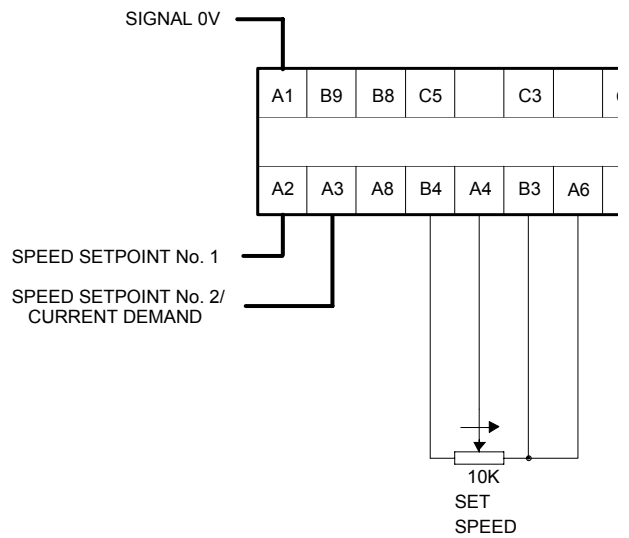 SIGNAL 0V
A1 B9 B8 C5 C3
A2 A3 A8 B4 A4 B3 A6
SPEED SETPOINT No. 1
SPEED SETPOINT No. 2/
CURRENT DEMAND
10K
SET
SPEED